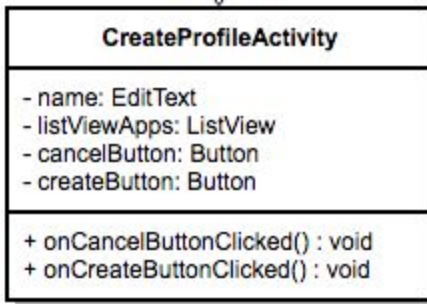 CreateProfileActivity
- name: EditText
- listViewApps: ListView
- cancelButton: Button
- createButton: Button
+ onCancelButtonClicked() : void
+ onCreateButtonClicked() : void